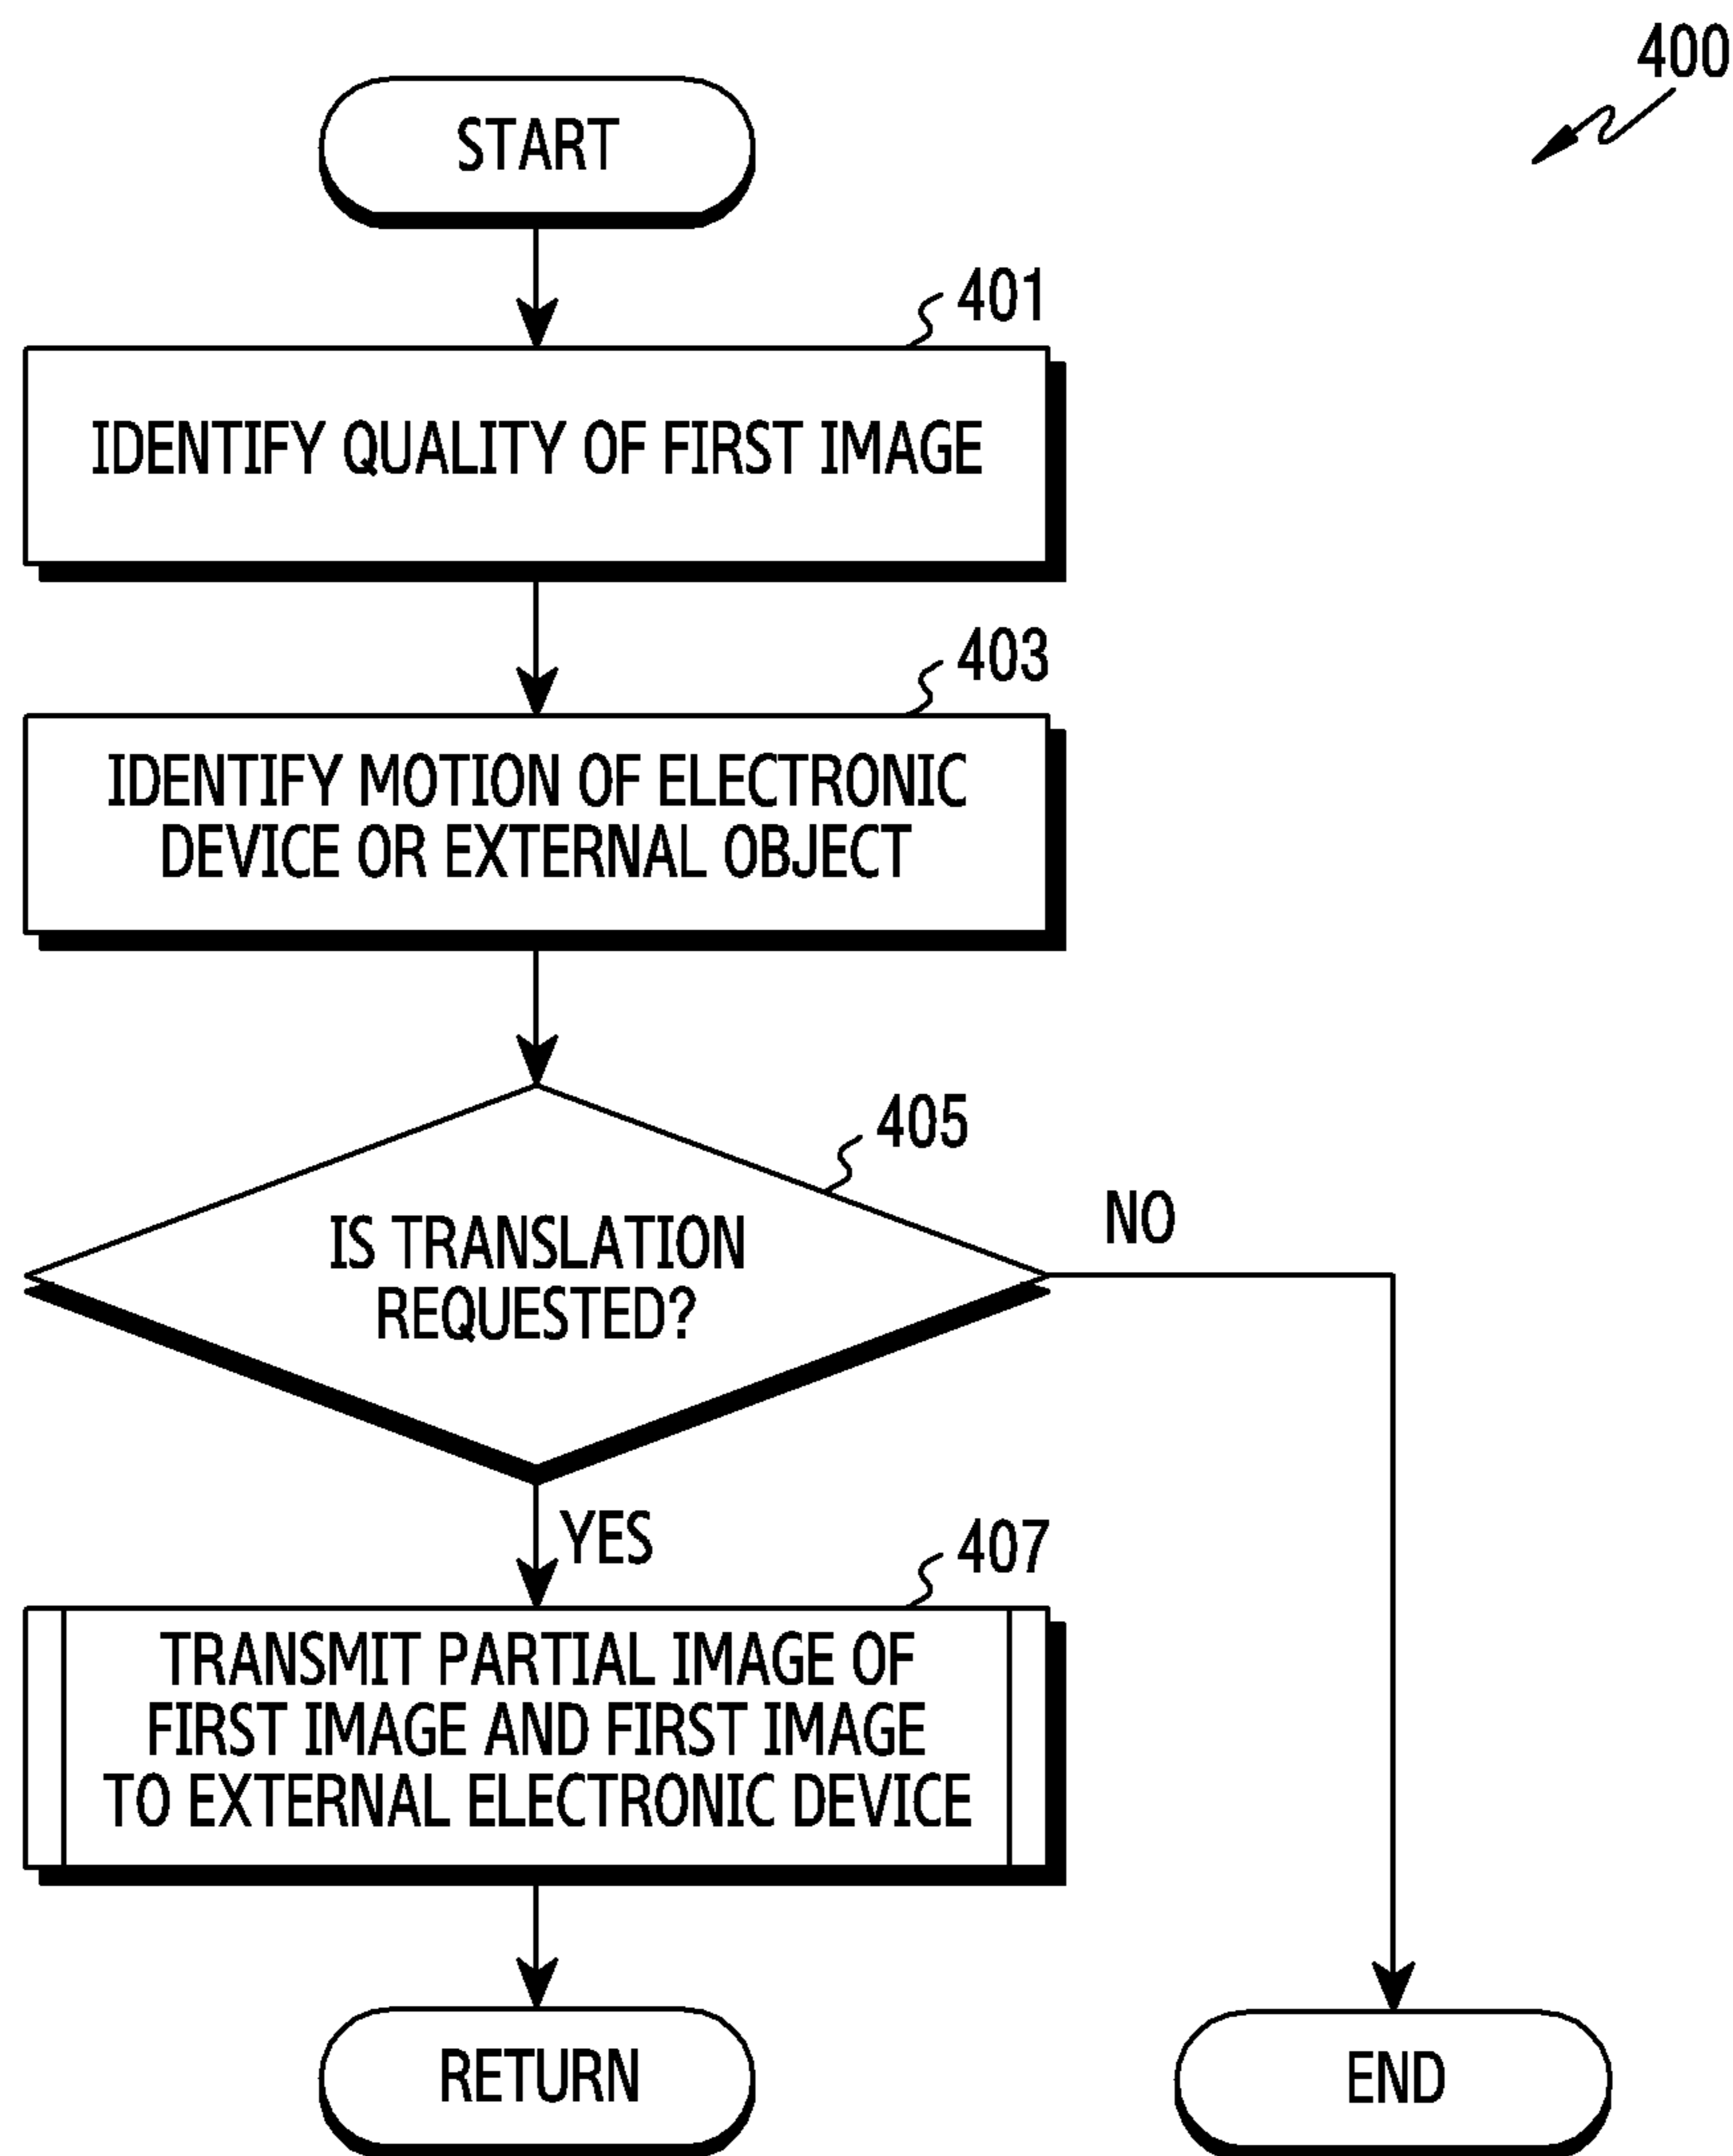 400
START
401
IDENTIFY QUALITY OF FIRST IMAGE
403
IDENTIFY MOTION OF ELECTRONIC
DEVICE OR EXTERNAL OBJECT
405
IS TRANSLATION
REQUESTED?
NO
YES
407
TRANSMIT PARTIAL IMAGE OF
FIRST IMAGE AND FIRST IMAGE
TO EXTERNAL ELECTRONIC DEVICE
RETURN
END